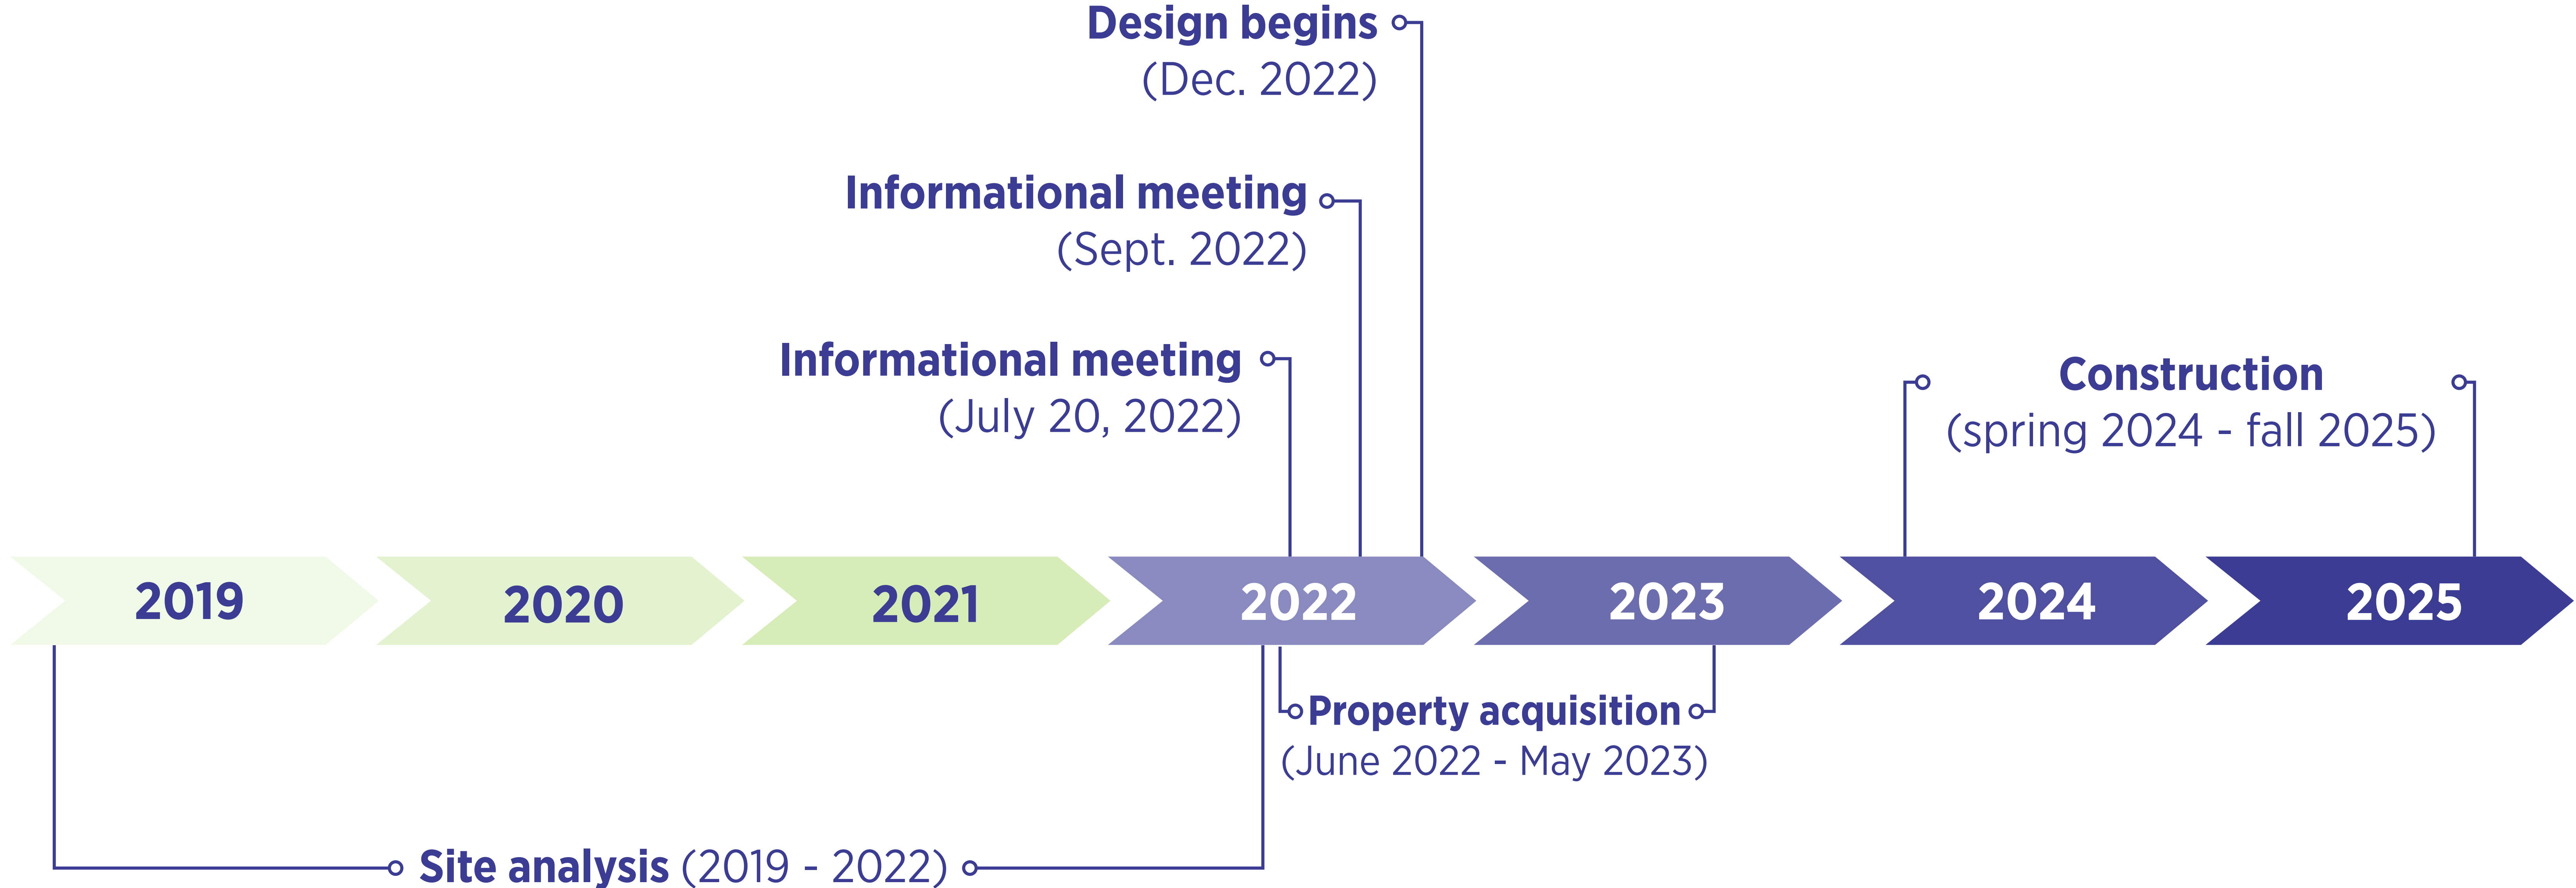 Design begins
(Dec. 2022)
Informational meeting
(Sept. 2022)
Informational meeting
(July 20, 2022)
Construction
(spring 2024 - fall 2025)
2019
2020
2021
2022
2023
2024
2025
Property acquisition
(June 2022 - May 2023)
Site analysis (2019 - 2022)